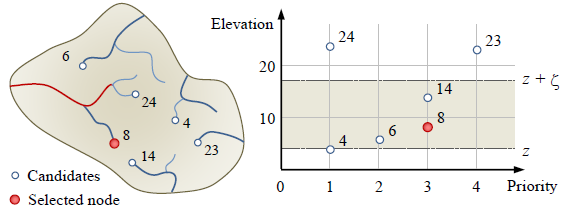 6
24
4
8
14
23
Candidates
Selected node
Elevation
24
23
20
z + ζ
14
10
8
6
4
z
0 1 2 3 4 Priority